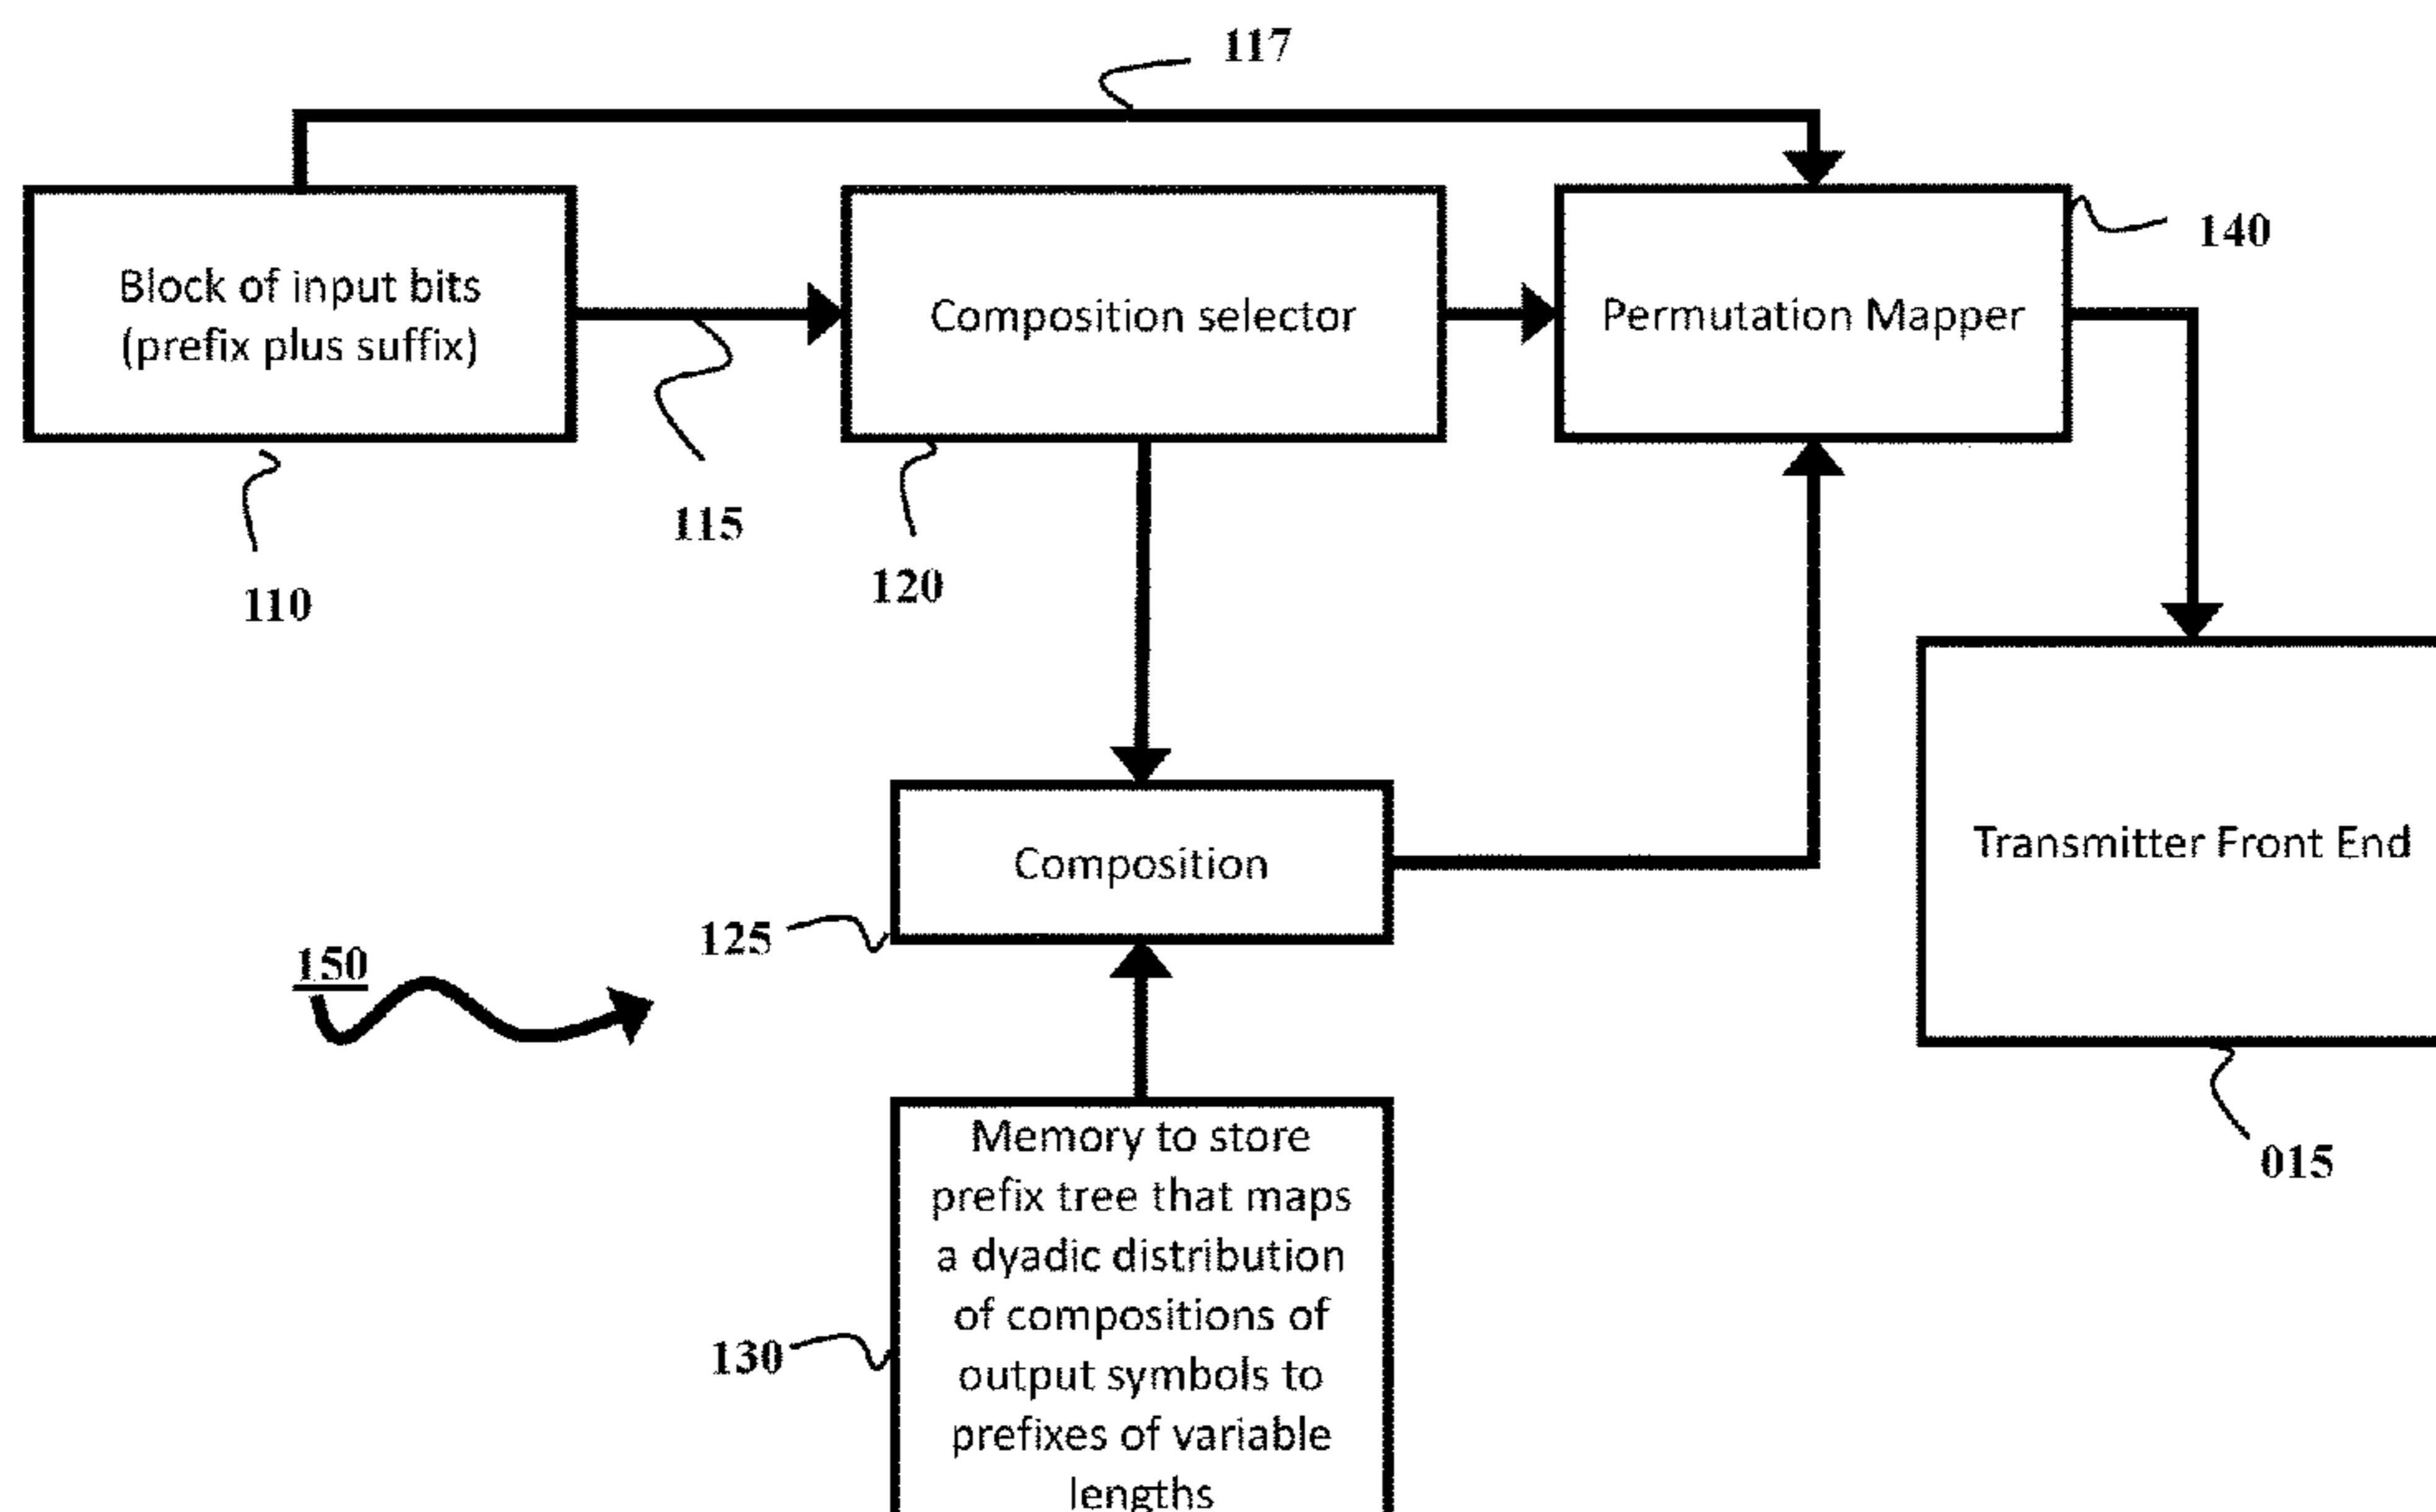 117
Block of input bits
(prefix plus suffix)
Composition selector
Permutation Mapper
140
115
120
110
Transmitter Front End
Composition
125
150
015
Memory to store
prefix tree that maps
a dyadic distribution
of compositions of
output symbols to
prefixes of variable
lengths
130